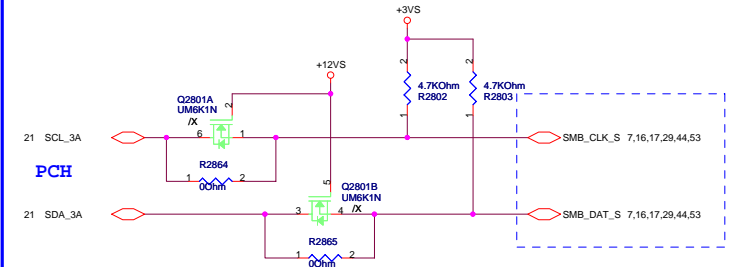 +3VS
+12VS
2
2
4.7KOhm
R2802
4.7KOhm
R2803
1
1
Q2801A
UM6K1N
/X
2
6
1
21 SCL_3A
SMB_CLK_S 7,16,17,29,44,53
R2864
1
2
0Ohm
PCH
5
Q2801B
UM6K1N
/X
3
4
21 SDA_3A
SMB_DAT_S 7,16,17,29,44,53
R2865
1
2
0Ohm